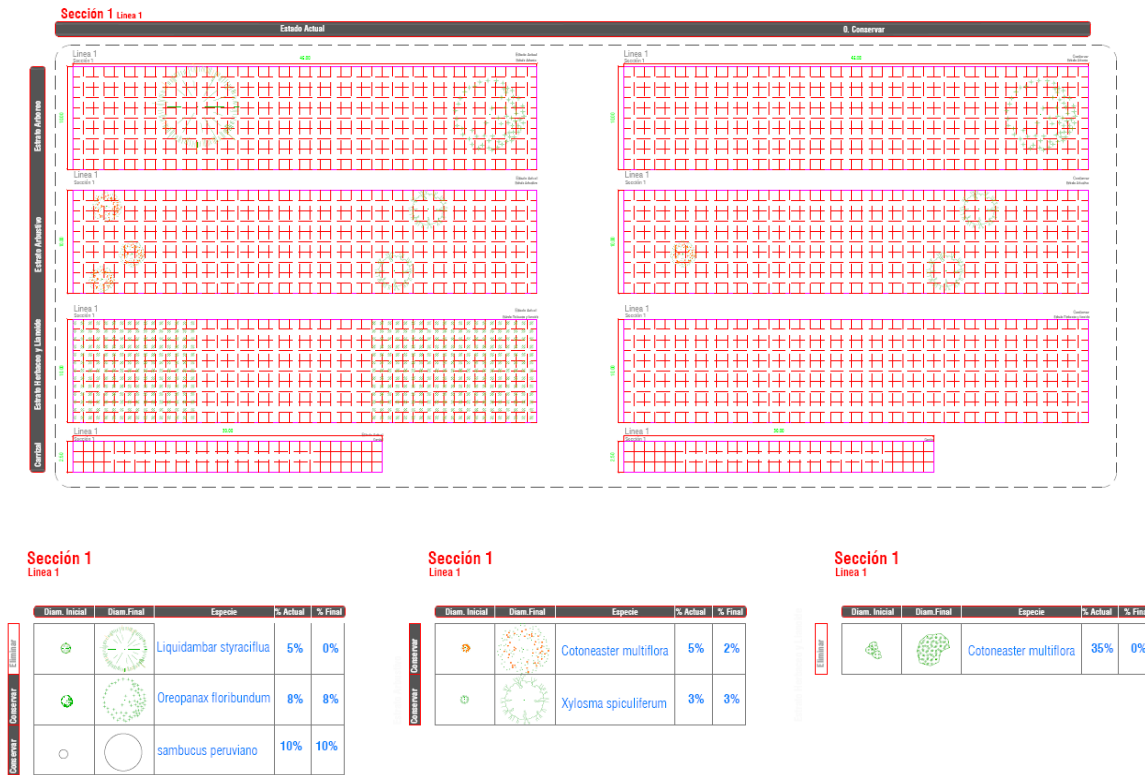 Sección 1 Linea 1
Estado Actual
0. Conservar
Estrato Arboreo
Estrato Arbustivo
Estrato Herbaceo y Lianoide
Carrizal
Linea 1
Sección 1
Linea 1
Sección 1
Linea 1
Sección 1
Linea 1
Sección 1
Linea 1
Sección 1
Linea 1
Sección 1
Linea 1
Sección 1
Linea 1
Sección 1
Sección 1
Linea 1
Diam. Inicial Diam.Final Especie % Actual % Final
Eliminar Liquidambar styraciflua 5% 0%
Conservar Oreopanax floribundum 8% 8%
Conservar sambucus peruviano 10% 10%
Sección 1
Linea 1
Diam. Inicial Diam.Final Especie % Actual % Final
Conservar Cotoneaster multiflora 5% 2%
Conservar Xylosma spiculiferum 3% 3%
Sección 1
Linea 1
Diam. Inicial Diam.Final Especie % Actual % Fina
Eliminar Cotoneaster multiflora 35% 0%